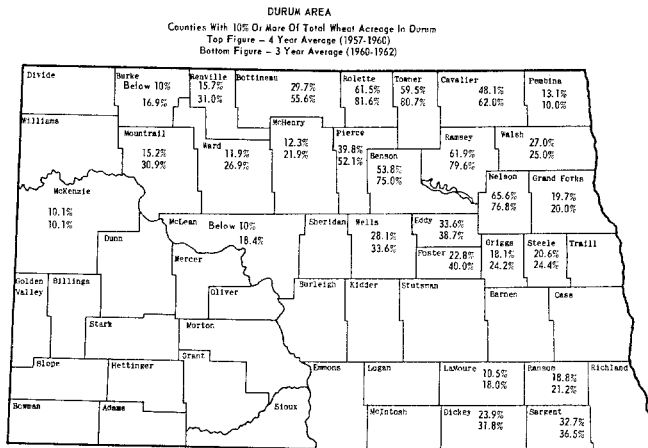 DURUM AREA
Counties With 10% Or More Of Total Wheat Acreage In Durum
Top Figure – 4 Year Average (1957-1960)
Bottom Figure – 3 Year Average (1960-1962)
Divide
Burke
Below 10%
16.9%
Renville
15.7%
31.0%
Bottineau
29.7%
55.6%
Rolette
61.5%
81.6%
Towner
59.5%
80.7%
Cavalier
48.1%
62.0%
Pembina
13.1%
10.0%
Williams
Mountrail
15.2%
30.9%
Ward
11.9%
26.9%
McHenry
12.3%
21.9%
Pierce
39.8%
52.1%
Benson
53.8%
75.0%
Ramsey
61.9%
79.6%
Walsh
27.0%
25.0%
Nelson
65.6%
76.8%
Grand Forks
19.7%
20.0%
McKenzie
10.1%
10.1%
Dunn
McLean
Below 10%
18.4%
Mercer
Oliver
Sheridan
Wells
28.1%
33.6%
Eddy
33.6%
38.7%
Foster
22.8%
40.0%
Griggs
18.1%
24.2%
Steele
20.6%
24.4%
Traill
Golden
Valley
Billings
Stark
Morton
Burleigh
Kidder
Stutsman
Barnes
Case
Slope
Hettinger
Grant
Emmons
Logan
LaMoure
10.5%
18.0%
Ransom
18.8%
21.2%
Richland
Bowman
Adams
Sioux
McIntosh
Dickey
23.9%
31.8%
Sargent
32.7%
36.5%